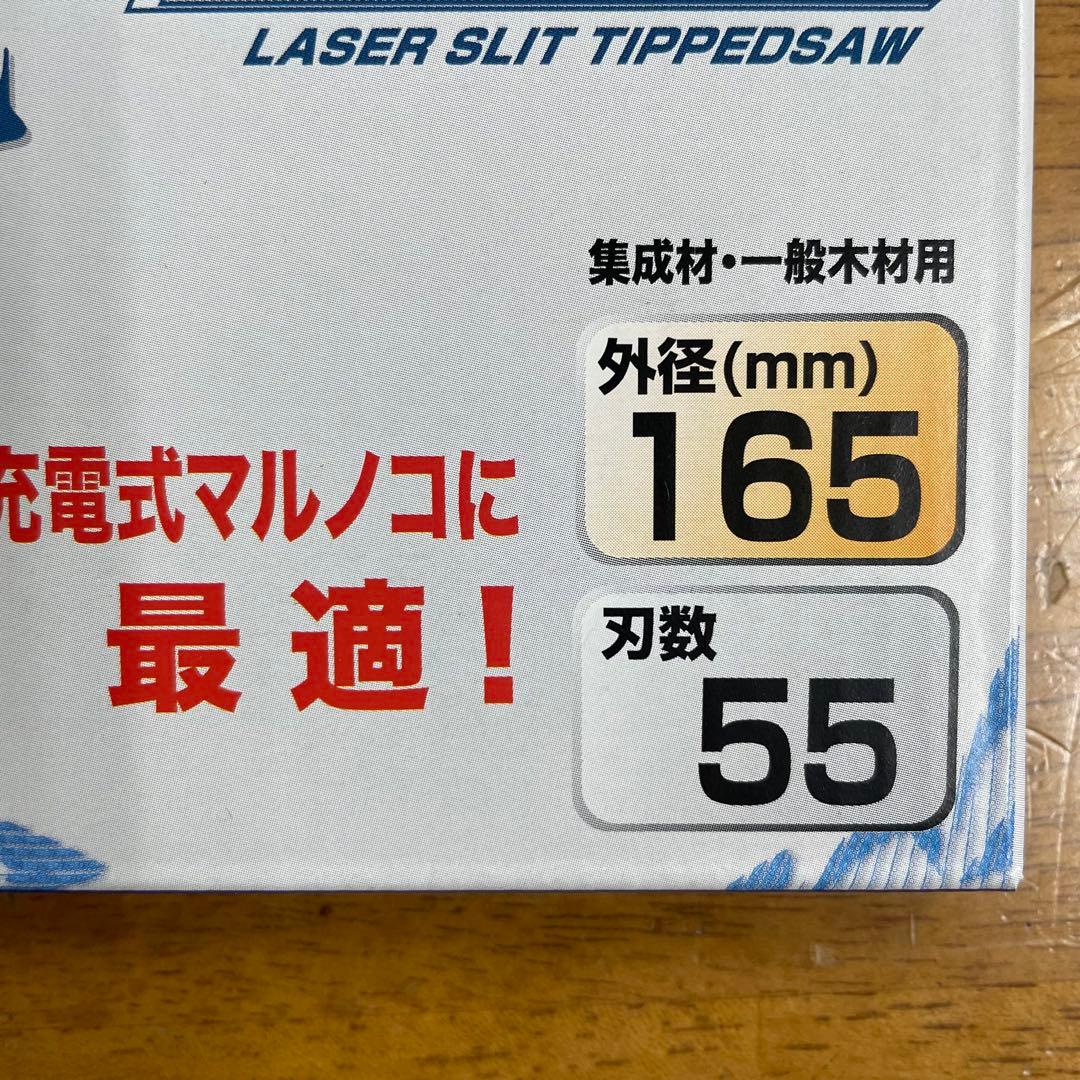 LASER SLIT TIPPEDSAW
集成材・一般木材用
外径(mm)
165
充電式マルノコに
最適！
刃数
55